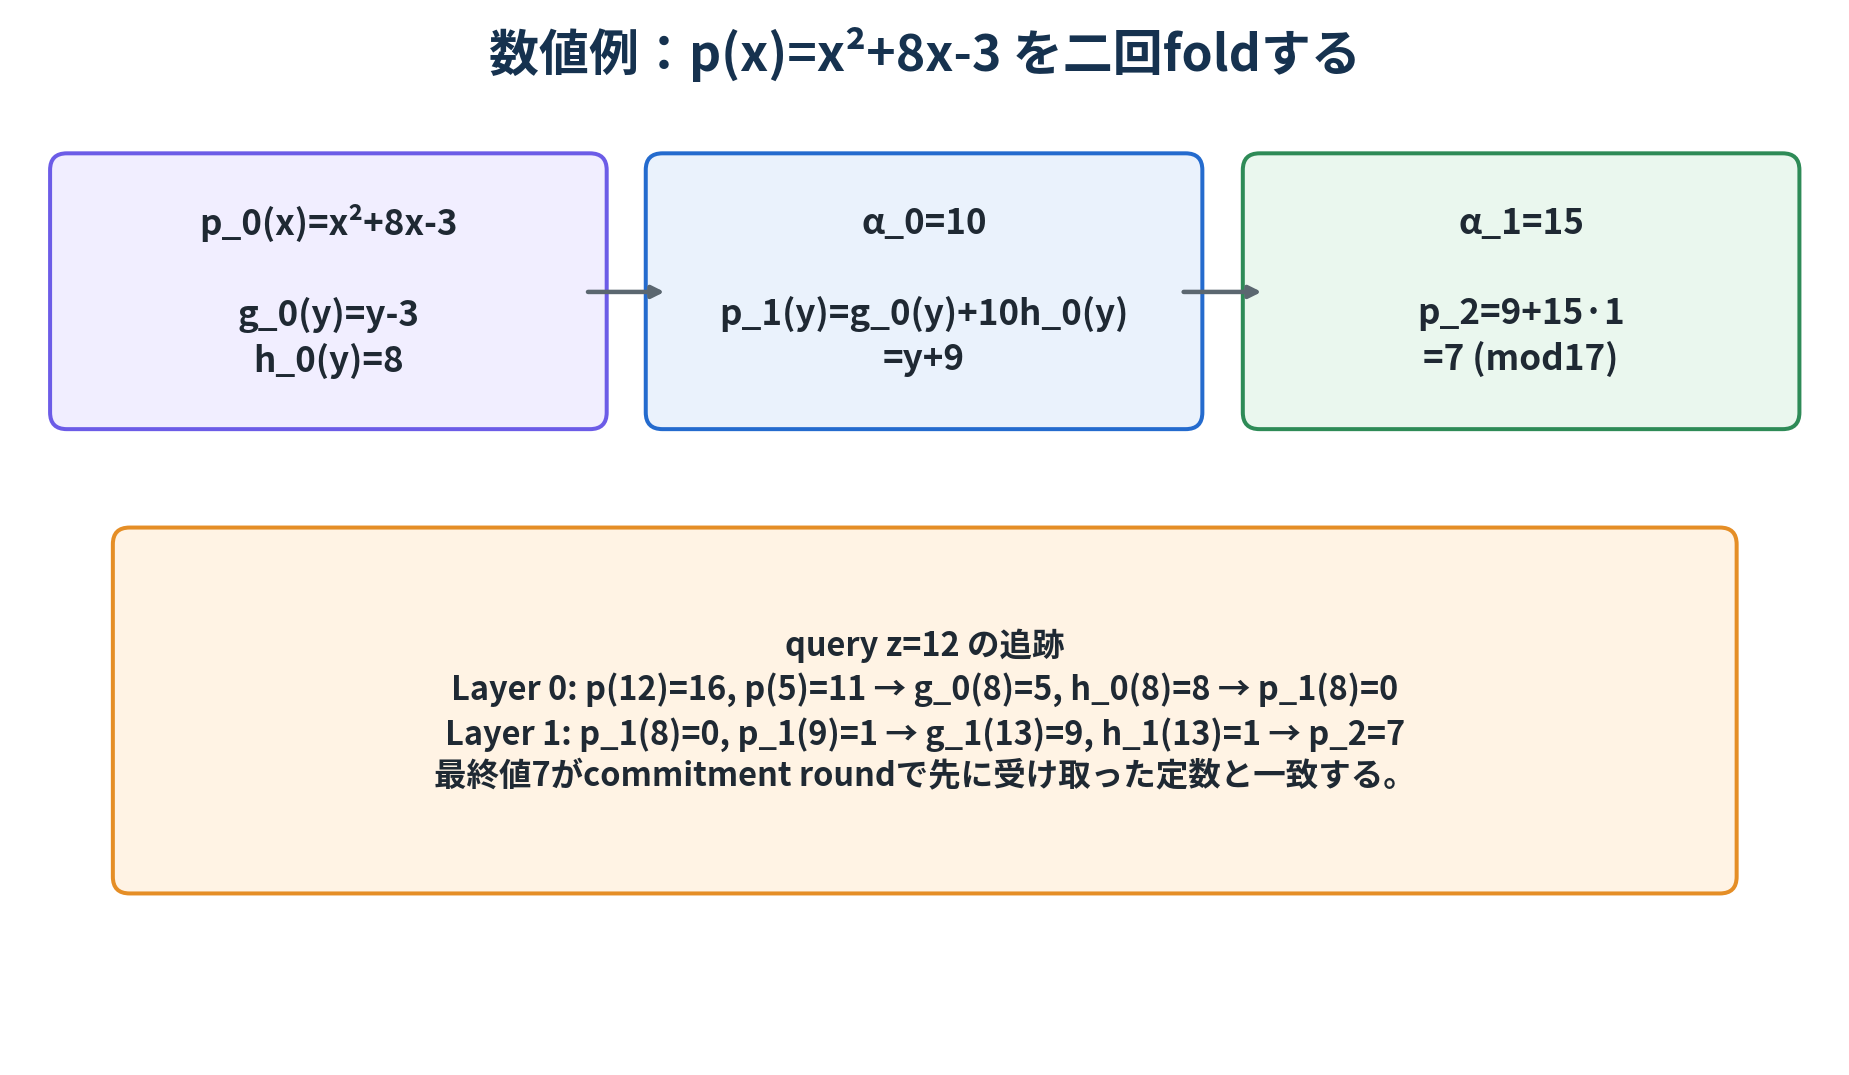 数値例：p(x)=x²+8x-3 を二回foldする
p_0(x)=x²+8x-3
g_0(y)=y-3
h_0(y)=8
α_0=10
p_1(y)=g_0(y)+10h_0(y)
=y+9
α_1=15
p_2=9+15·1
=7 (mod17)
query z=12 の追跡
Layer 0: p(12)=16, p(5)=11 → g_0(8)=5, h_0(8)=8 → p_1(8)=0
Layer 1: p_1(8)=0, p_1(9)=1 → g_1(13)=9, h_1(13)=1 → p_2=7
最終値7がcommitment roundで先に受け取った定数と一致する。